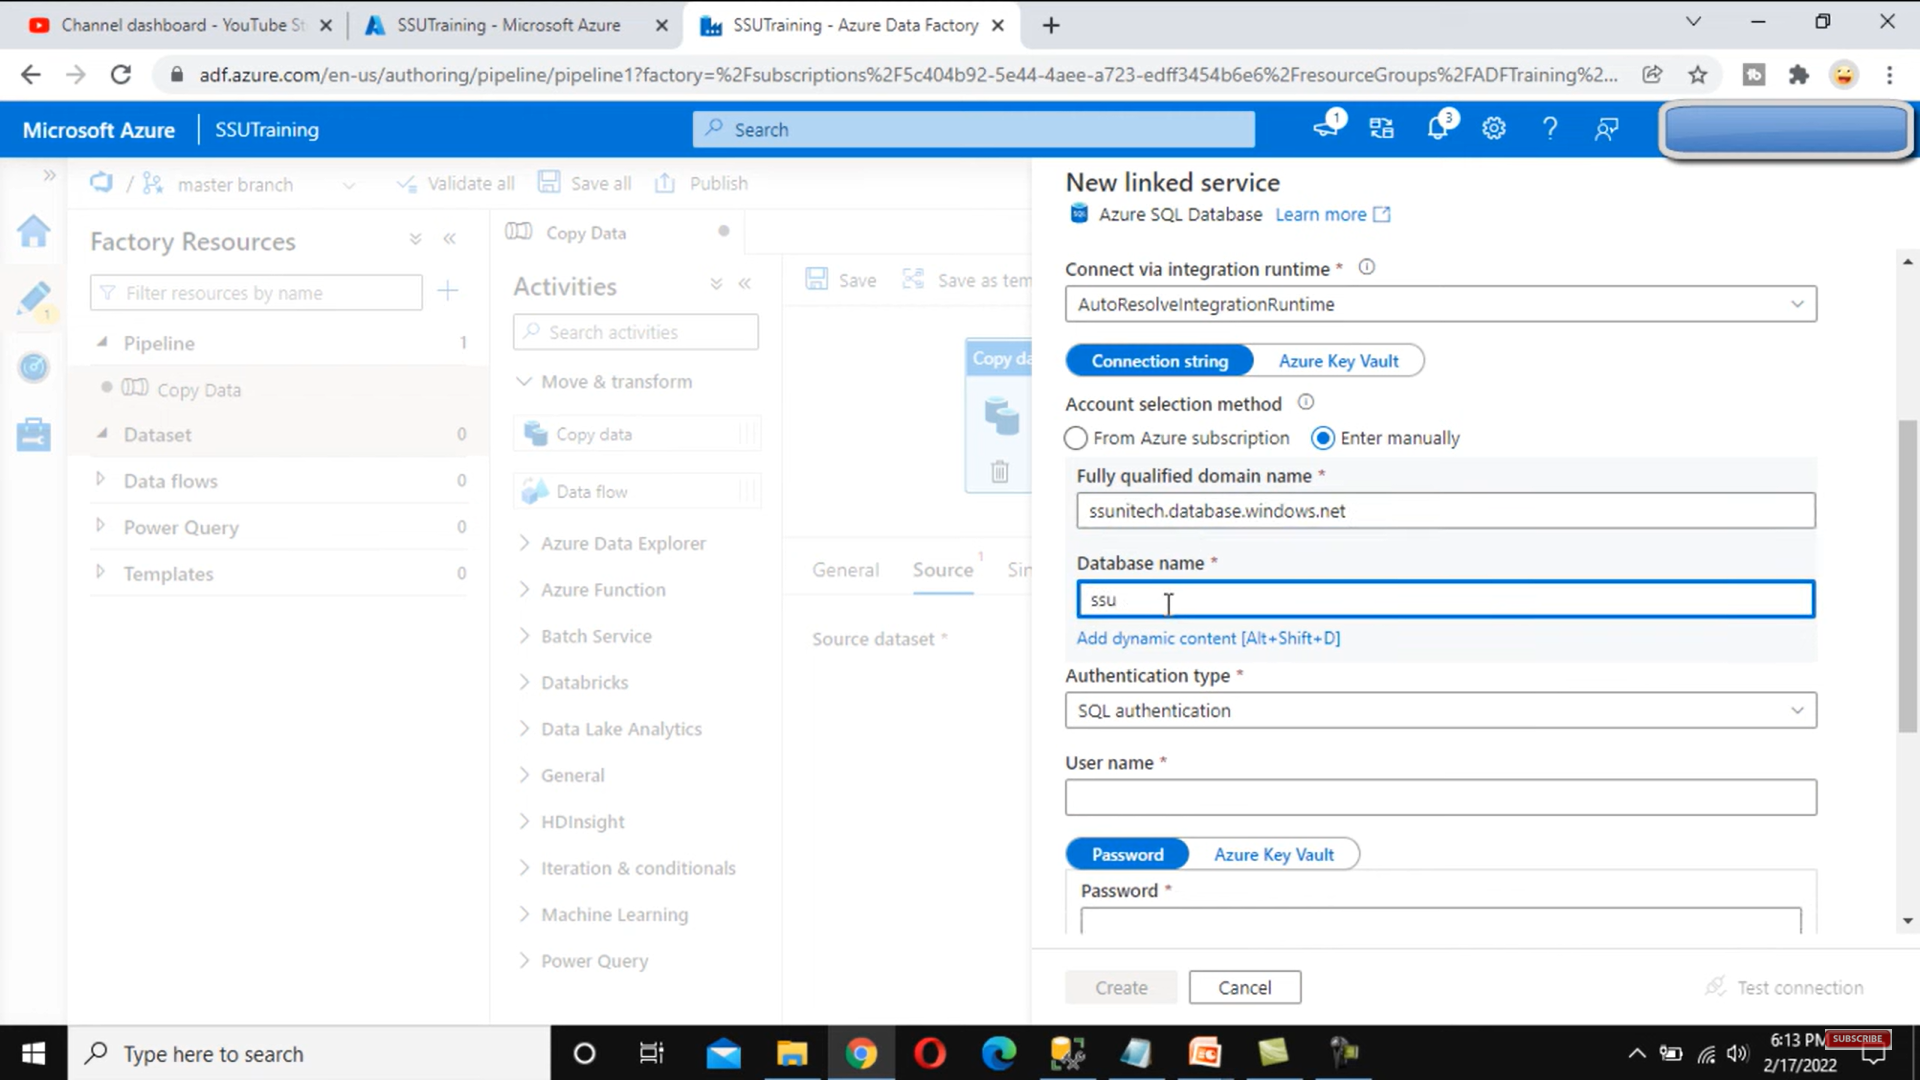 Channel dashboard - YouTube St
SSUTraining - Microsoft Azure
SSUTraining - Azure Data Factory
adf.azure.com/en-us/authoring/pipeline/pipeline1?factory=%2Fsubscriptions%2F5c404b92-5e44-4aee-a723-edff3454b6e6%2FresourceGroups%2FADFTraining%2...
Microsoft Azure
SSUTraining
Search
1
3
/ master branch
Validate all
Save all
Publish
Factory Resources
Filter resources by name
1
Pipeline 1
Copy Data
Dataset 0
Data flows 0
Power Query 0
Templates 0
Copy Data
Activities
Search activities
Move & transform
Copy data
Data flow
Azure Data Explorer
Azure Function
Batch Service
Databricks
Data Lake Analytics
General
HDInsight
Iteration & conditionals
Machine Learning
Power Query
Save
Save as tem
Copy da
General
Source 1
Sin
Source dataset *
New linked service
Azure SQL Database Learn more
Connect via integration runtime *
AutoResolveIntegrationRuntime
Connection string
Azure Key Vault
Account selection method
From Azure subscription
Enter manually
Fully qualified domain name *
ssunitech.database.windows.net
Database name *
ssu
Add dynamic content [Alt+Shift+D]
Authentication type *
SQL authentication
User name *
Password
Azure Key Vault
Password *
Create
Cancel
Test connection
Type here to search
6:13 PM
2/17/2022
SUBSCRIBE